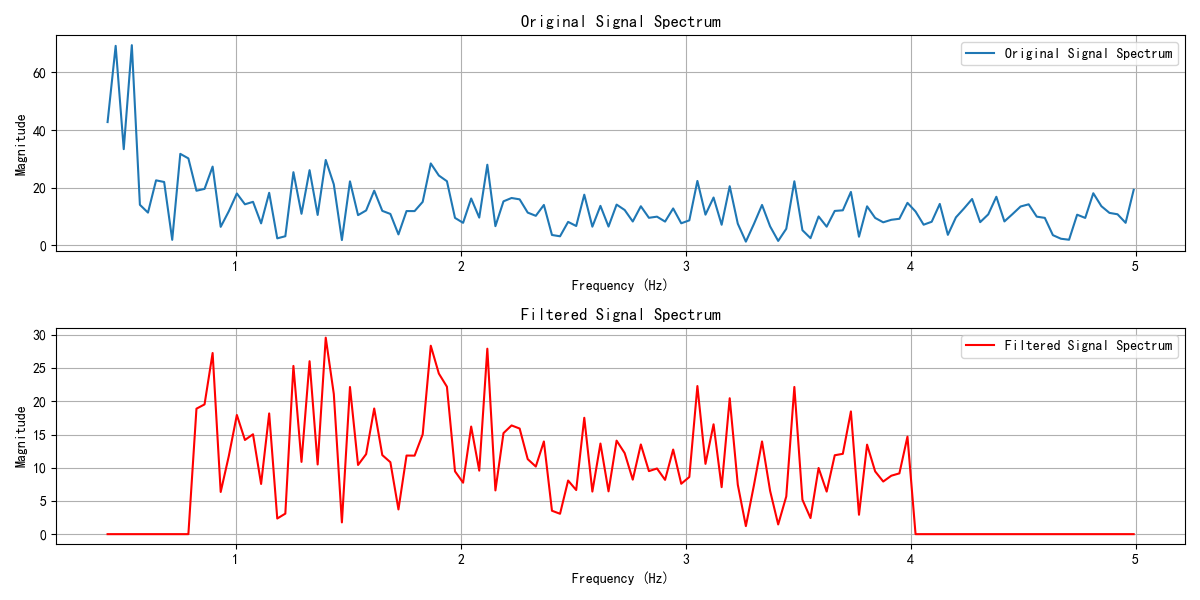 Original Signal Spectrum
Original Signal Spectrum
60
40
20
0
Magnitude
1 2 3 4 5
Frequency (Hz)
Filtered Signal Spectrum
Filtered Signal Spectrum
30
25
20
15
10
5
0
Magnitude
1 2 3 4 5
Frequency (Hz)